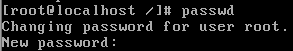 [root@localhost /]# passwd
Changing password for user root.
New password: